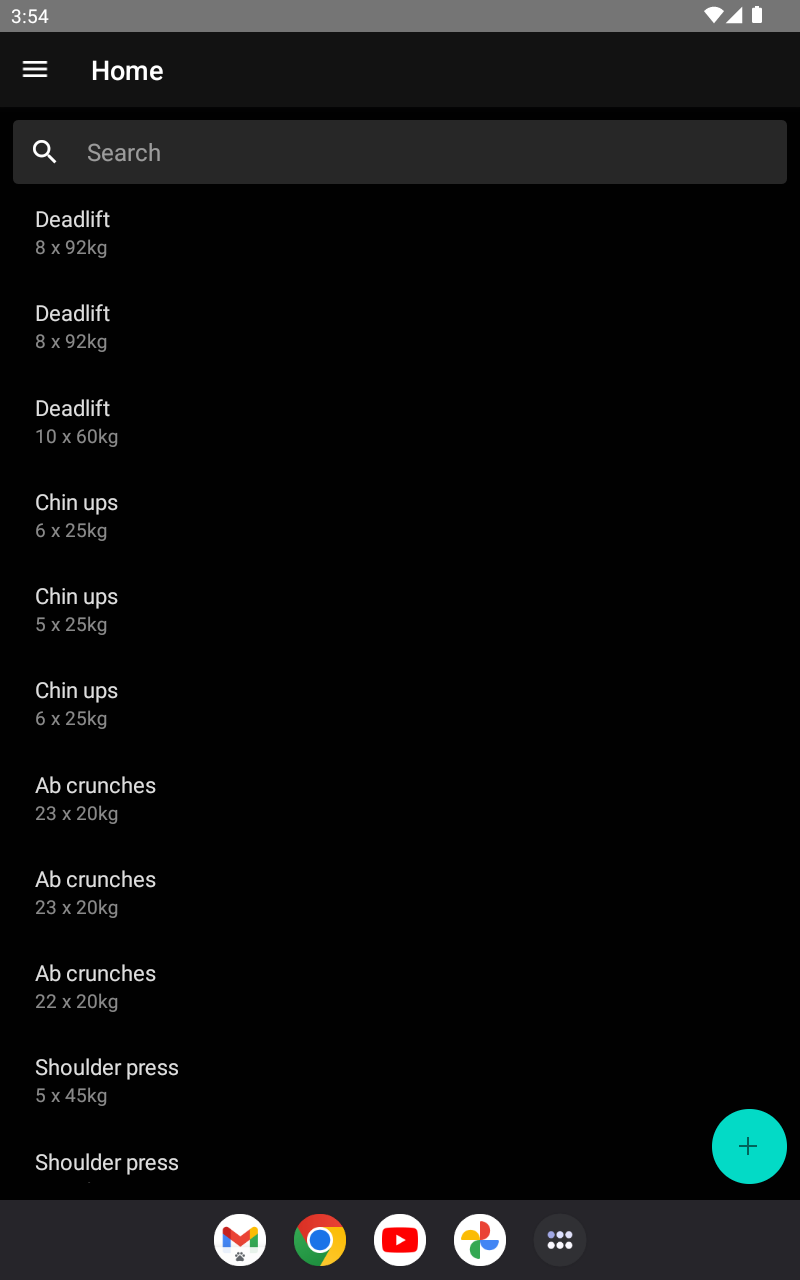 3:54
Home
Search
Deadlift
8 x 92kg
Deadlift
8 x 92kg
Deadlift
10 x 60kg
Chin ups
6 x 25kg
Chin ups
5 x 25kg
Chin ups
6 x 25kg
Ab crunches
23 x 20kg
Ab crunches
23 x 20kg
Ab crunches
22 x 20kg
Shoulder press
5 x 45kg
Shoulder press